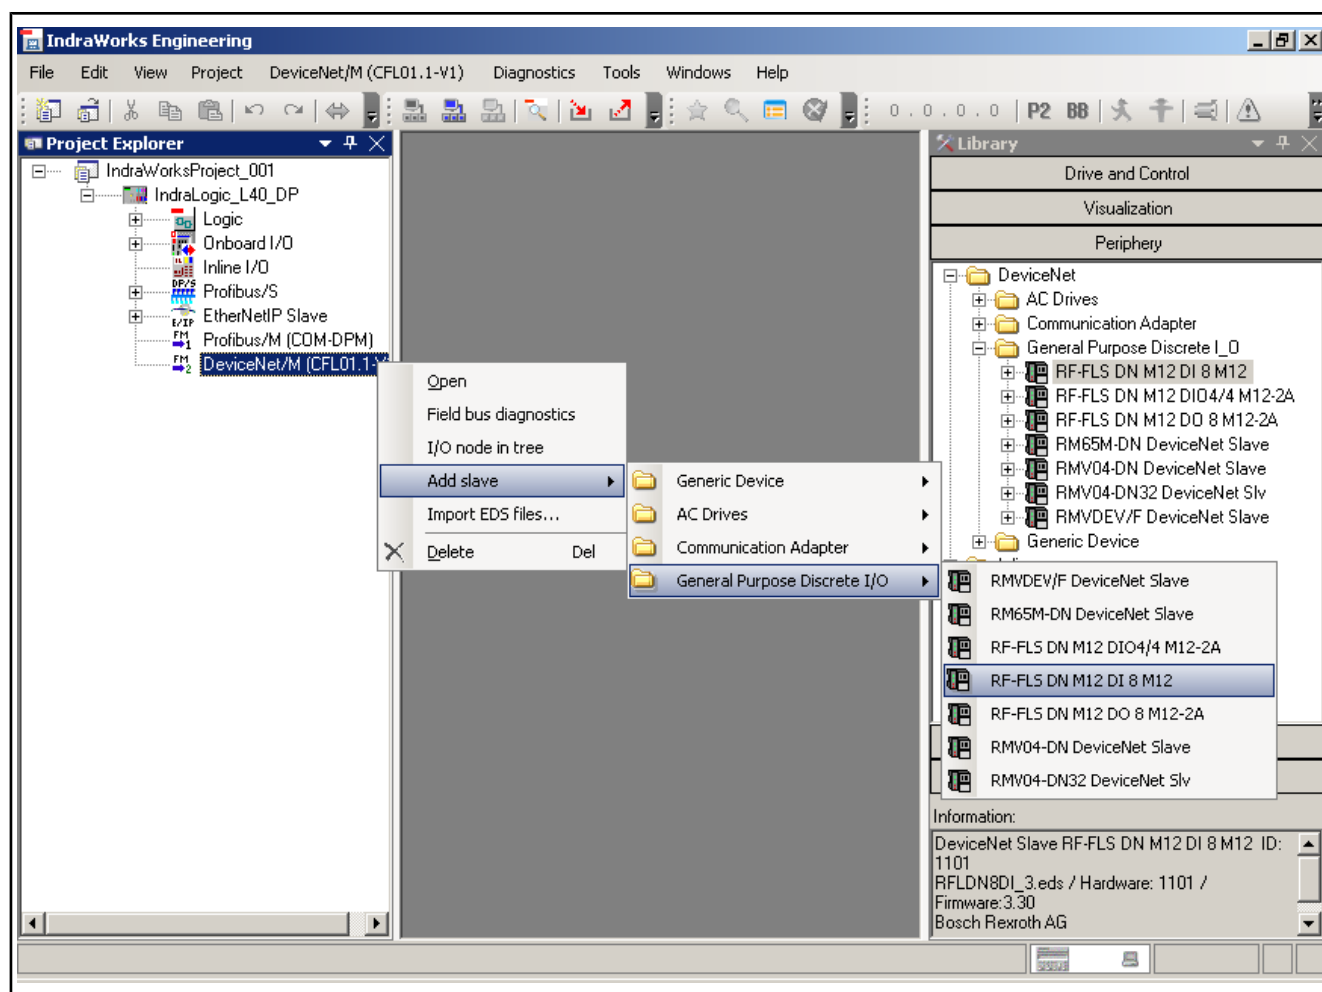 IndraWorks Engineering
File Edit View Project DeviceNet/M (CFL01.1-V1) Diagnostics Tools Windows Help
0 . 0 . 0 . 0 P2 BB
Project Explorer
IndraWorksProject_001
IndraLogic_L40_DP
Logic
Onboard I/O
Inline I/O
Profibus/S
EtherNetIP Slave
Profibus/M (COM-DPM)
DeviceNet/M (CFL01.1-V
Open
Field bus diagnostics
I/O node in tree
Add slave
Import EDS files...
Delete Del
Generic Device
AC Drives
Communication Adapter
General Purpose Discrete I/O
RMVDEV/F DeviceNet Slave
RM65M-DN DeviceNet Slave
RF-FLS DN M12 DIO4/4 M12-2A
RF-FLS DN M12 DI 8 M12
RF-FLS DN M12 DO 8 M12-2A
RMV04-DN DeviceNet Slave
RMV04-DN32 DeviceNet Slv
Library
Drive and Control
Visualization
Periphery
DeviceNet
AC Drives
Communication Adapter
General Purpose Discrete I_O
RF-FLS DN M12 DI 8 M12
RF-FLS DN M12 DIO4/4 M12-2A
RF-FLS DN M12 DO 8 M12-2A
RM65M-DN DeviceNet Slave
RMV04-DN DeviceNet Slave
RMV04-DN32 DeviceNet Slv
RMVDEV/F DeviceNet Slave
Generic Device
Information:
DeviceNet Slave RF-FLS DN M12 DI 8 M12 ID:
1101
RFLDN8DI_3.eds / Hardware: 1101 /
Firmware:3.30
Bosch Rexroth AG